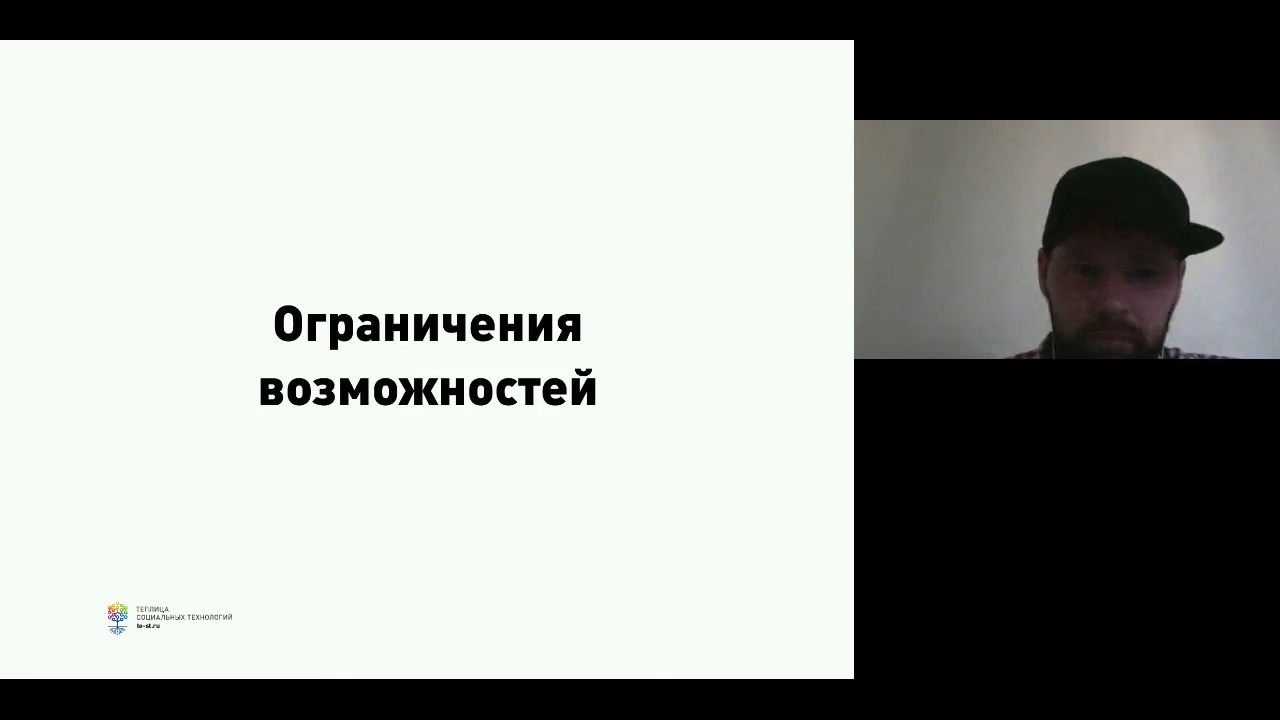 Ограничения
возможностей
ТЕПЛИЦА
СОЦИАЛЬНЫХ ТЕХНОЛОГИЙ
te-st.ru